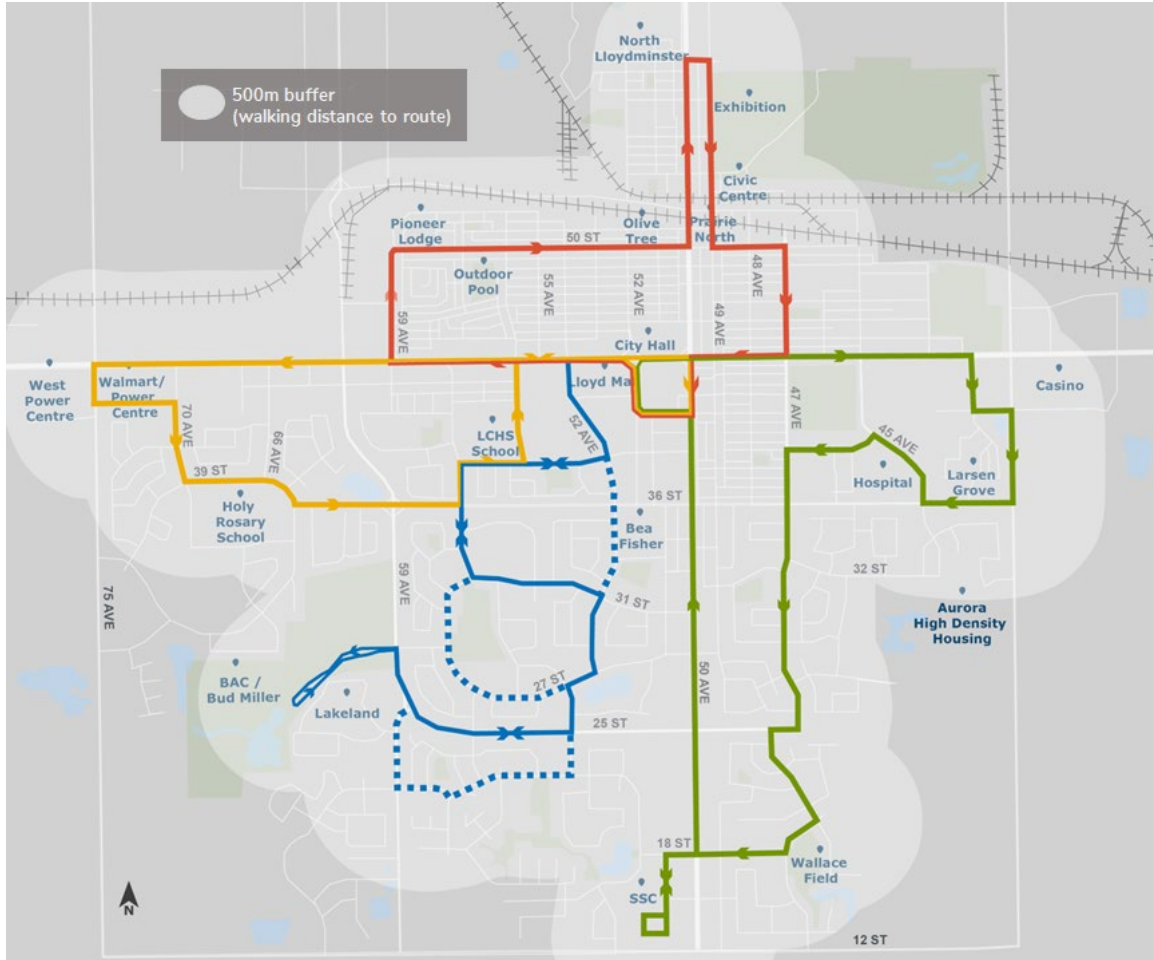 North
Lloydminster
500m buffer
(walking distance to route)
Exhibition
Civic
Centre
Pioneer
Lodge
Olive
Tree
Prairie
North
50 ST
Outdoor
Pool
55 AVE
52 AVE
48 AVE
59 AVE
49 AVE
City Hall
West
Power
Centre
Walmart/
Power
Centre
Lloyd Ma
Casino
70 AVE
66 AVE
LCHS
School
52 AVE
47 AVE
45 AVE
39 ST
Holy
Rosary
School
Hospital
Larsen
Grove
36 ST
Bea
Fisher
32 ST
59 AVE
75 AVE
31 ST
Aurora
High Density
Housing
BAC /
Bud Miller
Lakeland
27 ST
50 AVE
25 ST
18 ST
Wallace
Field
SSC
N
12 ST